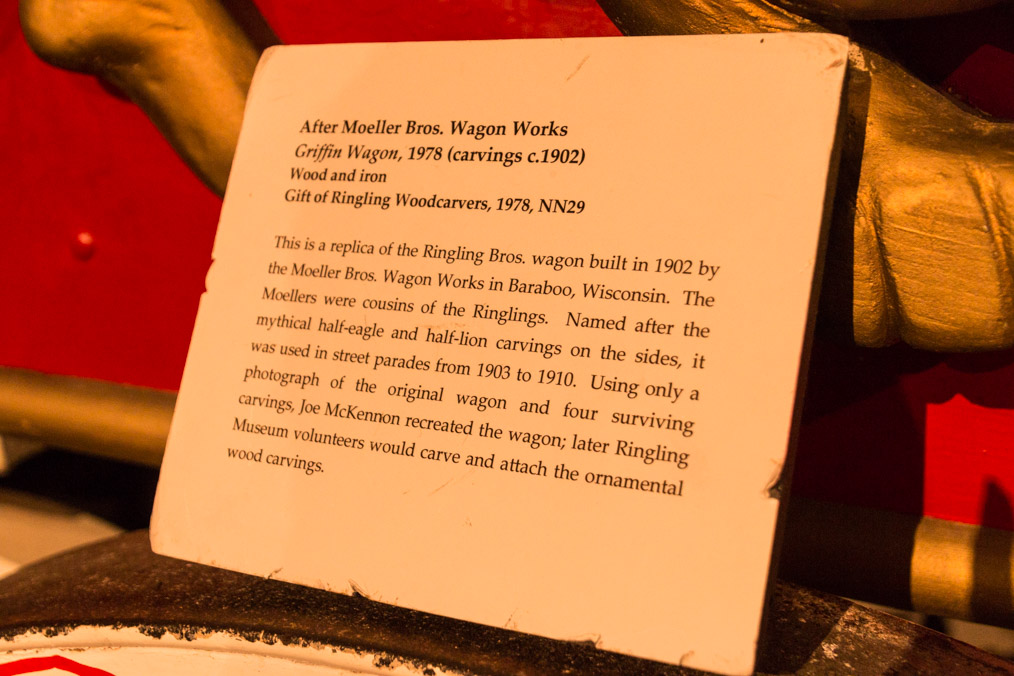 After Moeller Bros. Wagon Works
Griffin Wagon, 1978 (carvings c.1902)
Wood and iron
Gift of Ringling Woodcarvers, 1978, NN29
This is a replica of the Ringling Bros. wagon built in 1902 by
the Moeller Bros. Wagon Works in Baraboo, Wisconsin. The
Moellers were cousins of the Ringlings. Named after the
mythical half-eagle and half-lion carvings on the sides, it
was used in street parades from 1903 to 1910. Using only a
photograph of the original wagon and four surviving
carvings, Joe McKennon recreated the wagon; later Ringling
Museum volunteers would carve and attach the ornamental
wood carvings.